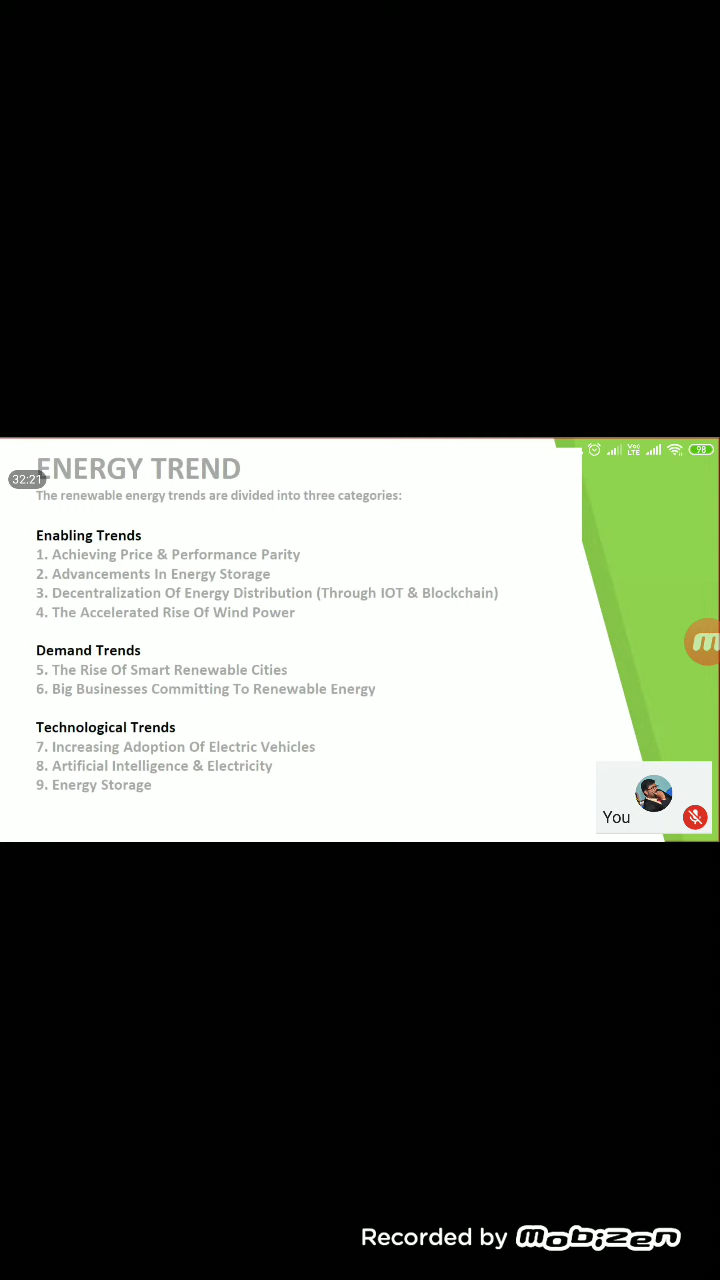 ENERGY TREND
32:21
98
Voc
LTE
The renewable energy trends are divided into three categories:
Enabling Trends
1. Achieving Price & Performance Parity
2. Advancements In Energy Storage
3. Decentralization Of Energy Distribution (Through IOT & Blockchain)
4. The Accelerated Rise Of Wind Power
Demand Trends
5. The Rise Of Smart Renewable Cities
6. Big Businesses Committing To Renewable Energy
Technological Trends
7. Increasing Adoption Of Electric Vehicles
8. Artificial Intelligence & Electricity
9. Energy Storage
You
Recorded by mobizen